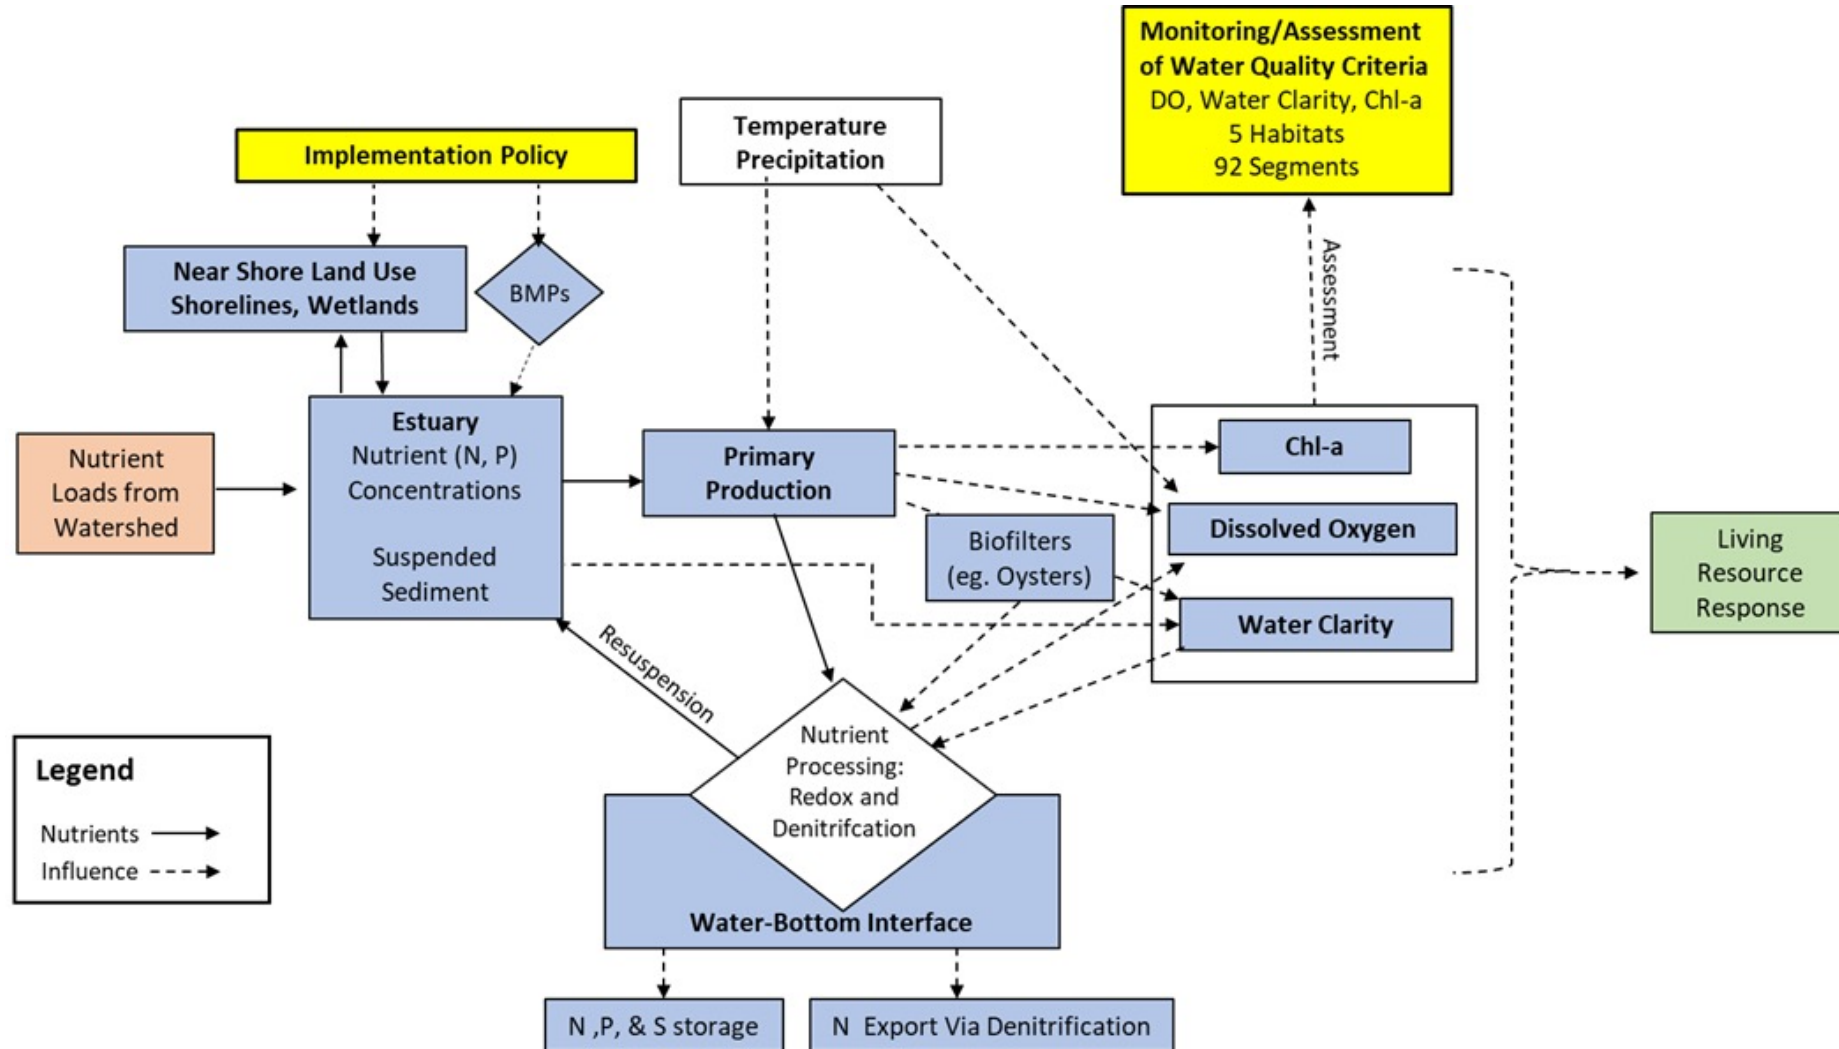 Monitoring/Assessment
of Water Quality Criteria
DO, Water Clarity, Chl-a
5 Habitats
92 Segments
Implementation Policy
Temperature
Precipitation
Near Shore Land Use
Shorelines, Wetlands
BMPs
Assessment
Nutrient
Loads from
Watershed
Estuary
Nutrient (N, P)
Concentrations
Suspended
Sediment
Primary
Production
Biofilters
(eg. Oysters)
Chl-a
Dissolved Oxygen
Water Clarity
Living
Resource
Response
Resuspension
Nutrient
Processing:
Redox and
Denitrifcation
Water-Bottom Interface
N ,P, & S storage
N Export Via Denitrification
Legend
Nutrients
Influence